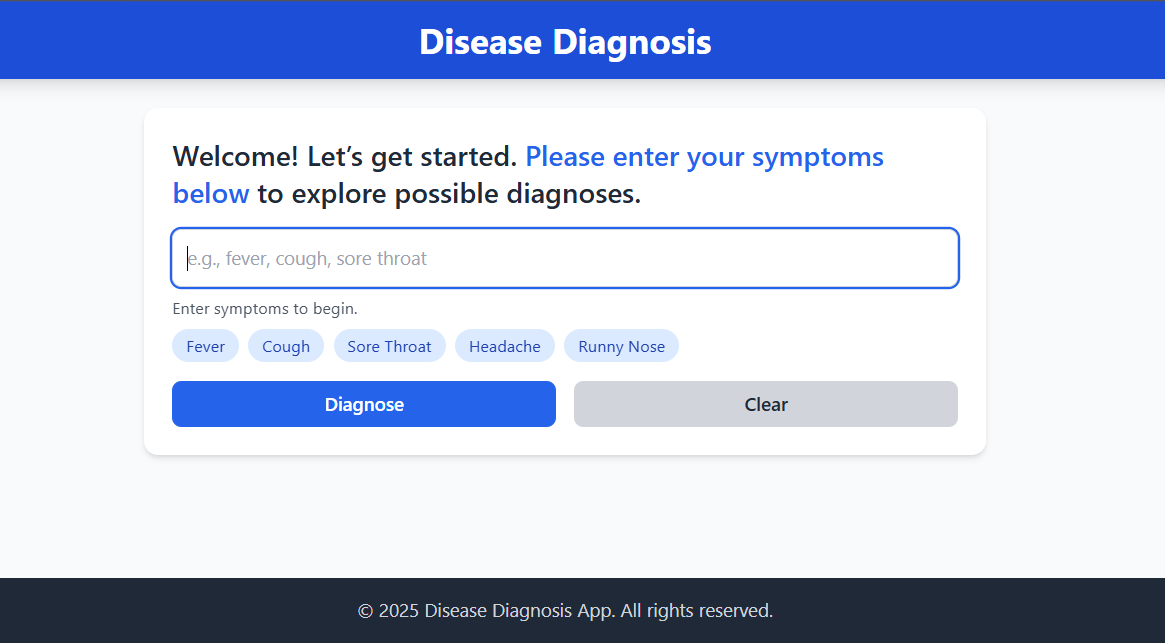 Disease Diagnosis
Welcome! Let’s get started. Please enter your symptoms
below to explore possible diagnoses.
e.g., fever, cough, sore throat
Enter symptoms to begin.
Fever Cough Sore Throat Headache Runny Nose
Diagnose Clear
© 2025 Disease Diagnosis App. All rights reserved.